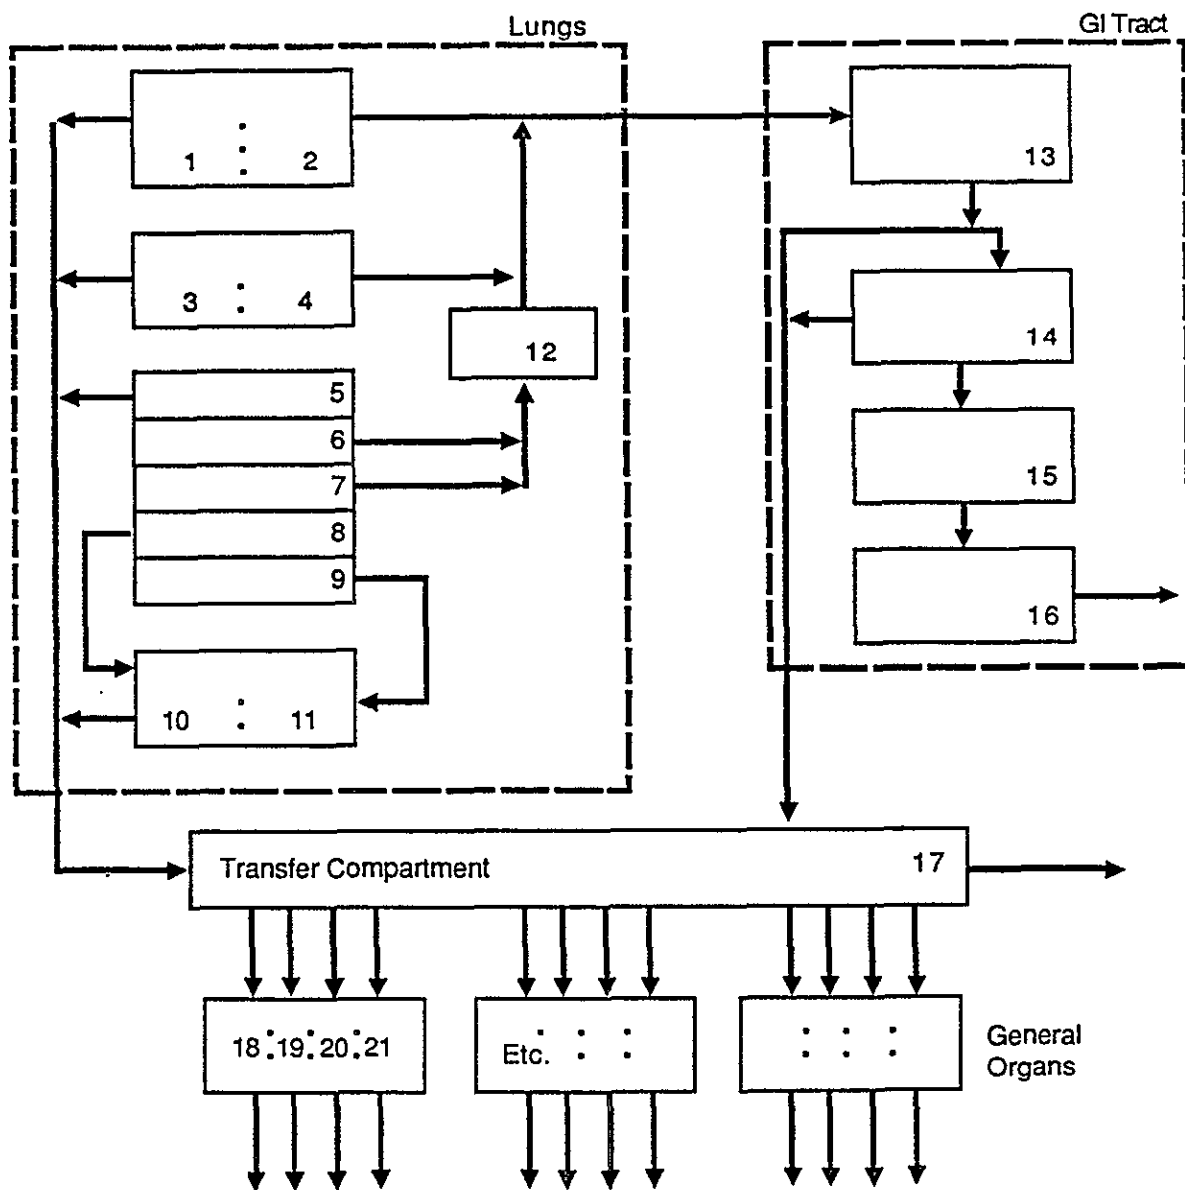 Lungs
GI Tract
1 2
13
3 4
14
12
5
6
7
15
8
9
16
10 11
Transfer Compartment 17
18 19 20 21
Etc.
General
Organs